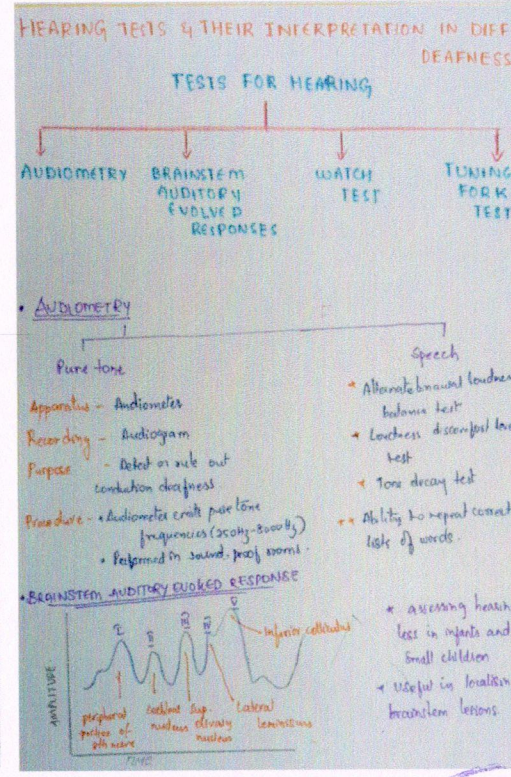 HEARING TESTS & THEIR INTERPRETATION IN DIFF
DEAFNESS
TESTS FOR HEARING
AUDIOMETRY
BRAINSTEM
AUDITORY
EVOLVED
RESPONSES
WATCH
TEST
TUNING
FORK
TEST
• AUDIOMETRY
Pure tone
Apparatus - Audiometer
Recording - Audiogram
Purpose - Detect or rule out
conduction deafness
Procedure - • Audiometer emits pure tone
frequencies (250Hz-8000Hz)
• Performed in sound-proof rooms.
Speech
* Alternate binaural loudness
balance test
* Loudness discomfort
test
* Tone decay test
** Ability to repeat correct
lists of words.
• BRAINSTEM AUDITORY EVOKED RESPONSE
AMPLITUDE
I
II
III
IV
V
Inferior colliculus
peripheral
portion of
8th nerve
Cochlear
nucleus
Sup.
olivary
nucleus
Lateral
leminiscus
TIME
* assessing hearing
loss in infants and
small children
* Useful in
brainstem lesions